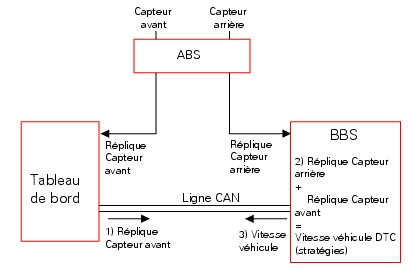 Capteur
avant
Capteur
arrière
ABS
Réplique
Capteur
avant
Réplique
Capteur
arrière
Tableau
de bord
BBS
2) Réplique Capteur
arrière
+
Réplique Capteur
avant
=
Vitesse véhicule DTC
(stratégies)
Ligne CAN
1) Réplique
Capteur avant
3) Vitesse
véhicule